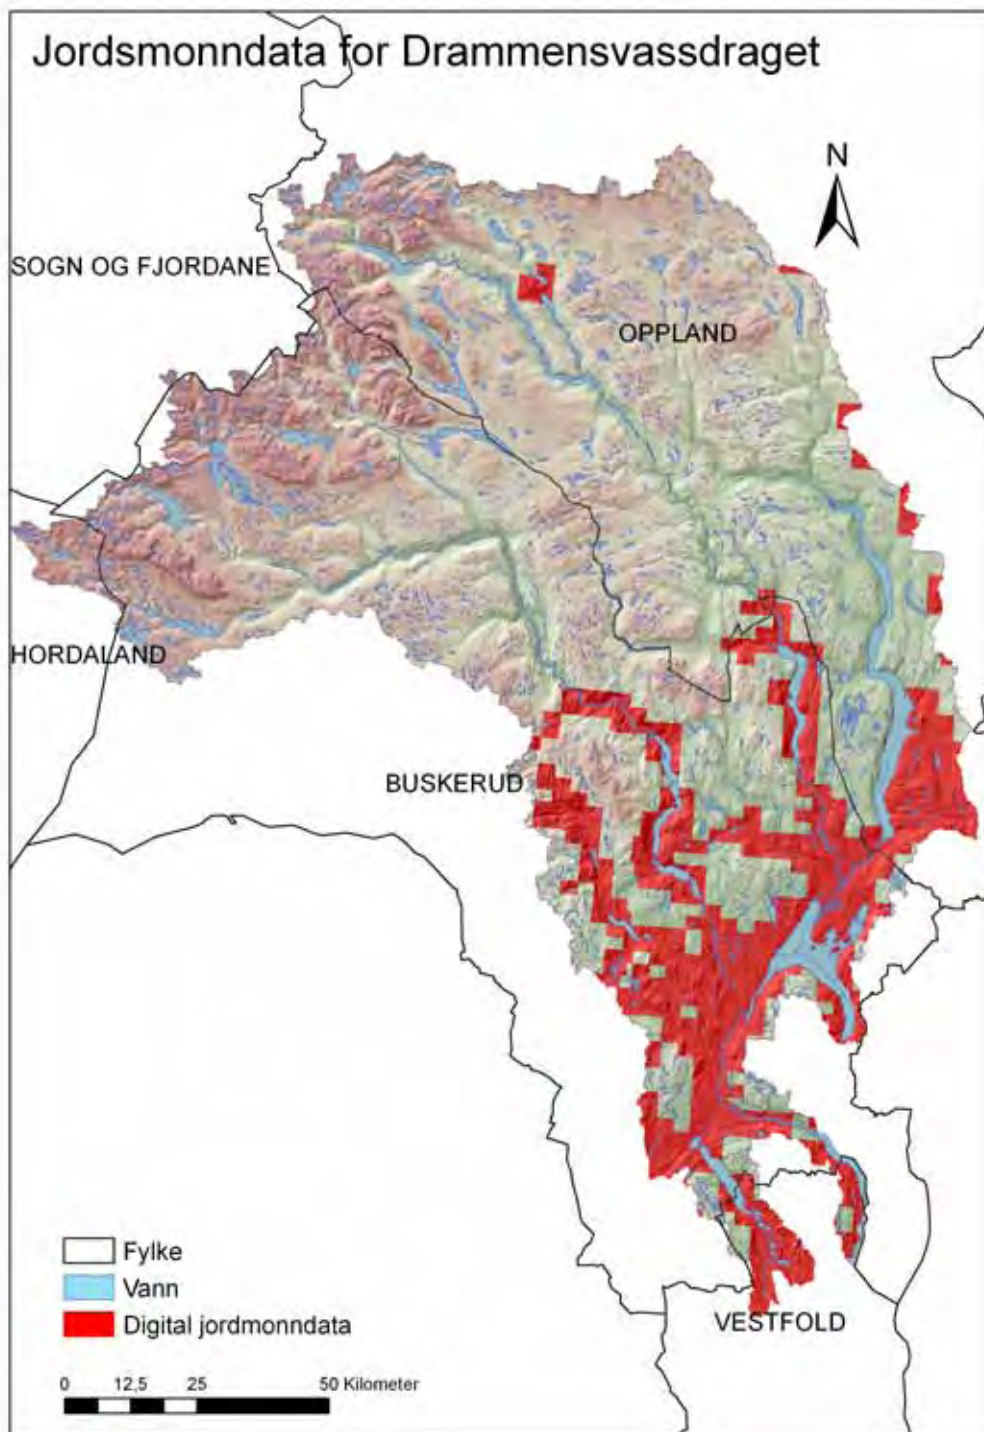 Jordsmonndata for Drammensvassdraget
N
SOGN OG FJORDANE
OPPLAND
HORDALAND
BUSKERUD
VESTFOLD
Fylke
Vann
Digital jordmonndata
0 12,5 25 50 Kilometer